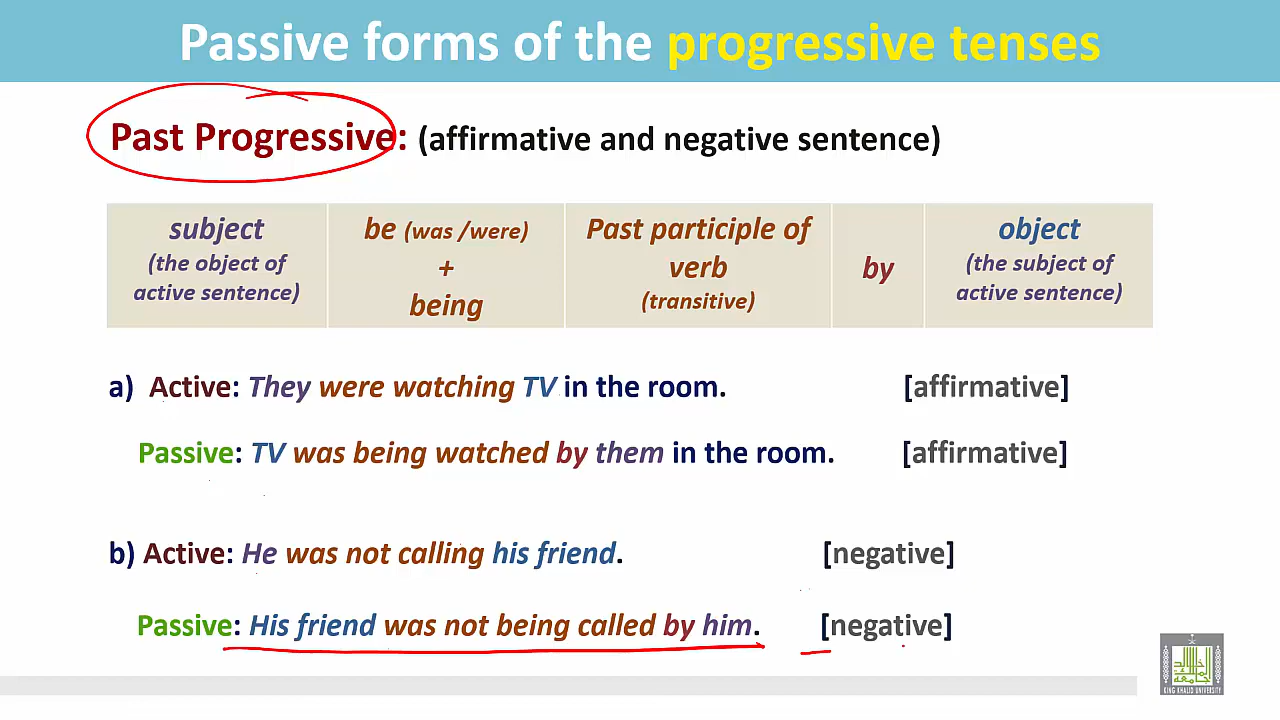 Passive forms of the progressive tenses
Past Progressive: (affirmative and negative sentence)
subject
(the object of
active sentence)
be (was /were)
+
being
Past participle of
verb
(transitive)
by
object
(the subject of
active sentence)
a) Active: They were watching TV in the room. [affirmative]
Passive: TV was being watched by them in the room. [affirmative]
b) Active: He was not calling his friend. [negative]
Passive: His friend was not being called by him. [negative]
KING KHALID UNIVERSITY